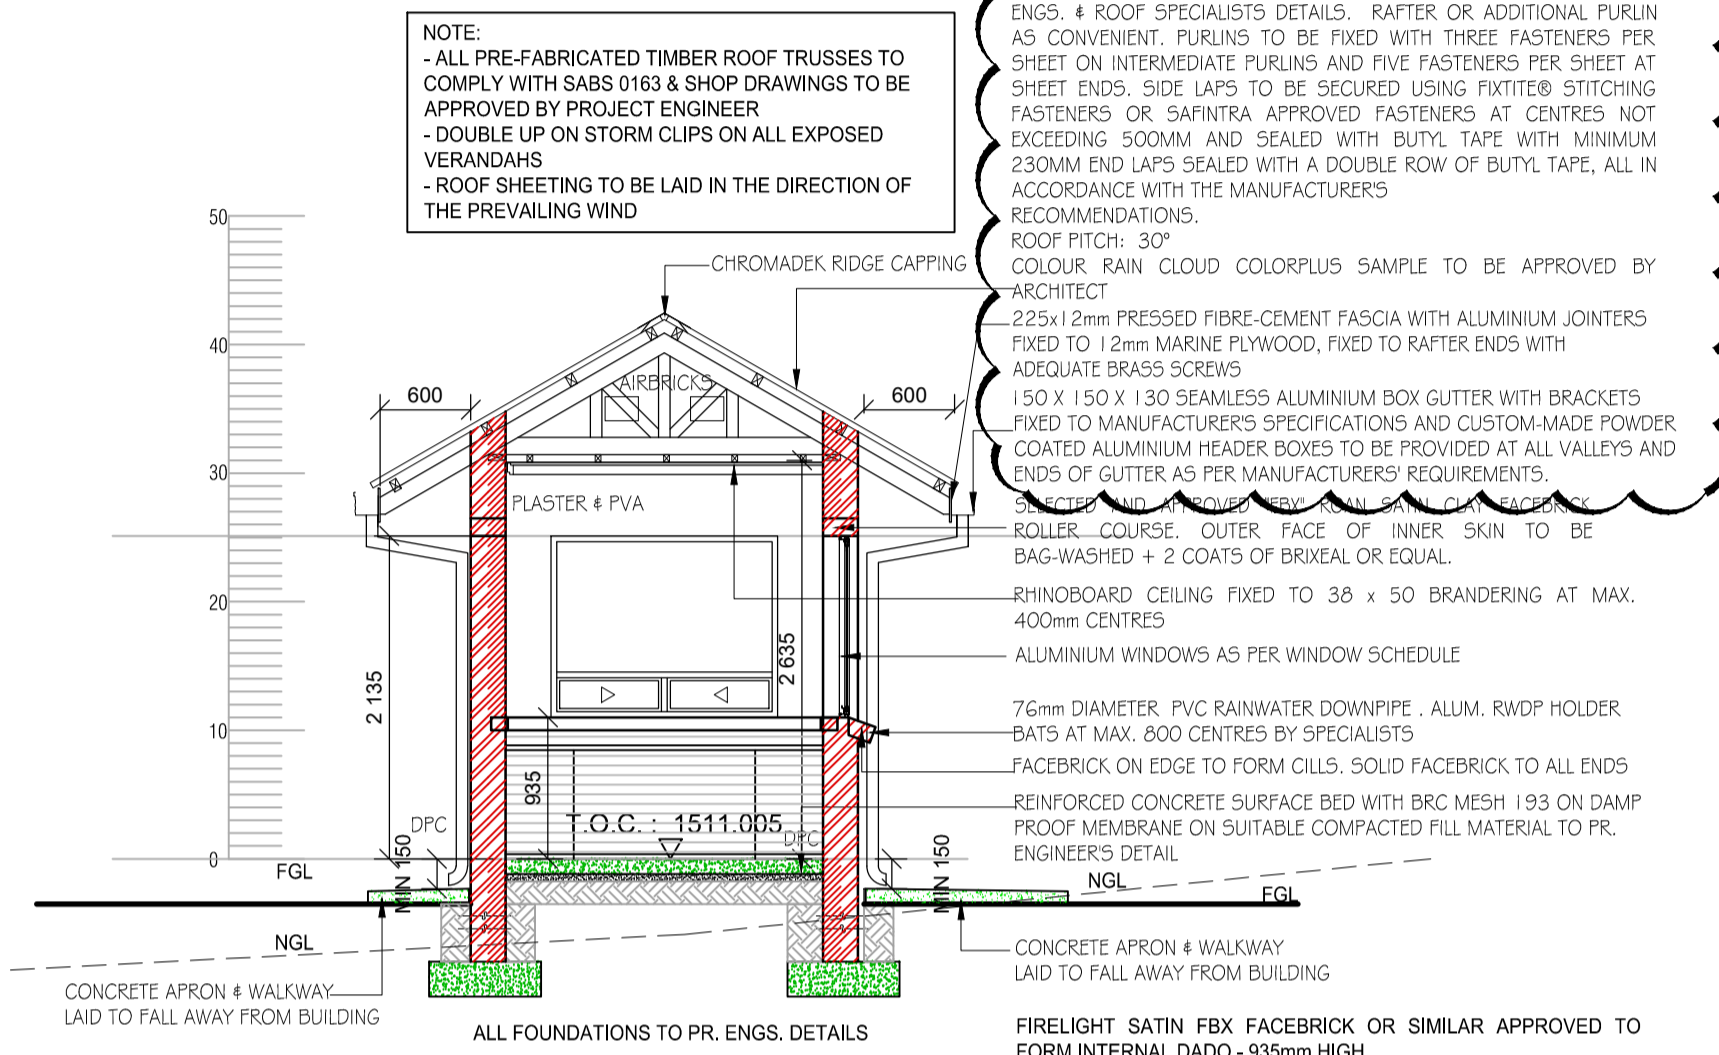 NOTE:
- ALL PRE-FABRICATED TIMBER ROOF TRUSSES TO
COMPLY WITH SABS 0163 & SHOP DRAWINGS TO BE
APPROVED BY PROJECT ENGINEER
- DOUBLE UP ON STORM CLIPS ON ALL EXPOSED
VERANDAHS
- ROOF SHEETING TO BE LAID IN THE DIRECTION OF
THE PREVAILING WIND
ENGS. & ROOF SPECIALISTS DETAILS. RAFTER OR ADDITIONAL PURLIN
AS CONVENIENT. PURLINS TO BE FIXED WITH THREE FASTENERS PER
SHEET ON INTERMEDIATE PURLINS AND FIVE FASTENERS PER SHEET AT
SHEET ENDS. SIDE LAPS TO BE SECURED USING FIXTITE® STITCHING
FASTENERS OR SAFINTRA APPROVED FASTENERS AT CENTRES NOT
EXCEEDING 500MM AND SEALED WITH BUTYL TAPE WITH MINIMUM
230MM END LAPS SEALED WITH A DOUBLE ROW OF BUTYL TAPE, ALL IN
ACCORDANCE WITH THE MANUFACTURER'S
RECOMMENDATIONS.
ROOF PITCH: 30°
COLOUR RAIN CLOUD COLORPLUS SAMPLE TO BE APPROVED BY
ARCHITECT
225x12mm PRESSED FIBRE-CEMENT FASCIA WITH ALUMINIUM JOINTERS
FIXED TO 12mm MARINE PLYWOOD, FIXED TO RAFTER ENDS WITH
ADEQUATE BRASS SCREWS
150 X 150 X 130 SEAMLESS ALUMINIUM BOX GUTTER WITH BRACKETS
FIXED TO MANUFACTURER'S SPECIFICATIONS AND CUSTOM-MADE POWDER
COATED ALUMINIUM HEADER BOXES TO BE PROVIDED AT ALL VALLEYS AND
ENDS OF GUTTER AS PER MANUFACTURERS' REQUIREMENTS.
SELECTED AND APPROVED "FBX" ROAN SATIN CLAY FACEBRICK
ROLLER COURSE. OUTER FACE OF INNER SKIN TO BE
BAG-WASHED + 2 COATS OF BRIXEAL OR EQUAL.
RHINOBOARD CEILING FIXED TO 38 x 50 BRANDERING AT MAX.
400mm CENTRES
ALUMINIUM WINDOWS AS PER WINDOW SCHEDULE
76mm DIAMETER PVC RAINWATER DOWNPIPE . ALUM. RWDP HOLDER
BATS AT MAX. 800 CENTRES BY SPECIALISTS
FACEBRICK ON EDGE TO FORM CILLS. SOLID FACEBRICK TO ALL ENDS
REINFORCED CONCRETE SURFACE BED WITH BRC MESH 193 ON DAMP
PROOF MEMBRANE ON SUITABLE COMPACTED FILL MATERIAL TO PR.
ENGINEER'S DETAIL
CONCRETE APRON & WALKWAY
LAID TO FALL AWAY FROM BUILDING
FIRELIGHT SATIN FBX FACEBRICK OR SIMILAR APPROVED TO
FORM INTERNAL DADO - 935mm HIGH
CHROMADEK RIDGE CAPPING
AIRBRICKS
600
600
PLASTER & PVA
50
40
30
20
10
0
2 135
2 635
935
T.O.C. : 1511.005
DPC
DPC
MIN 150
MIN 150
FGL
NGL
NGL
FGL
CONCRETE APRON & WALKWAY
LAID TO FALL AWAY FROM BUILDING
ALL FOUNDATIONS TO PR. ENGS. DETAILS